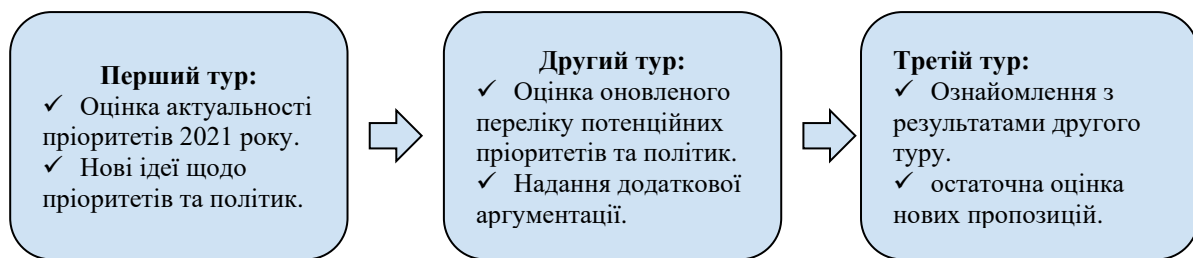 Перший тур:
✓ Оцінка актуальності
пріоритетів 2021 року.
✓ Нові ідеї щодо
пріоритетів та політик.
Другий тур:
✓ Оцінка оновленого
переліку потенційних
пріоритетів та політик.
✓ Надання додаткової
аргументації.
Третій тур:
✓ Ознайомлення з
результатами другого
туру.
✓ остаточна оцінка
нових пропозицій.